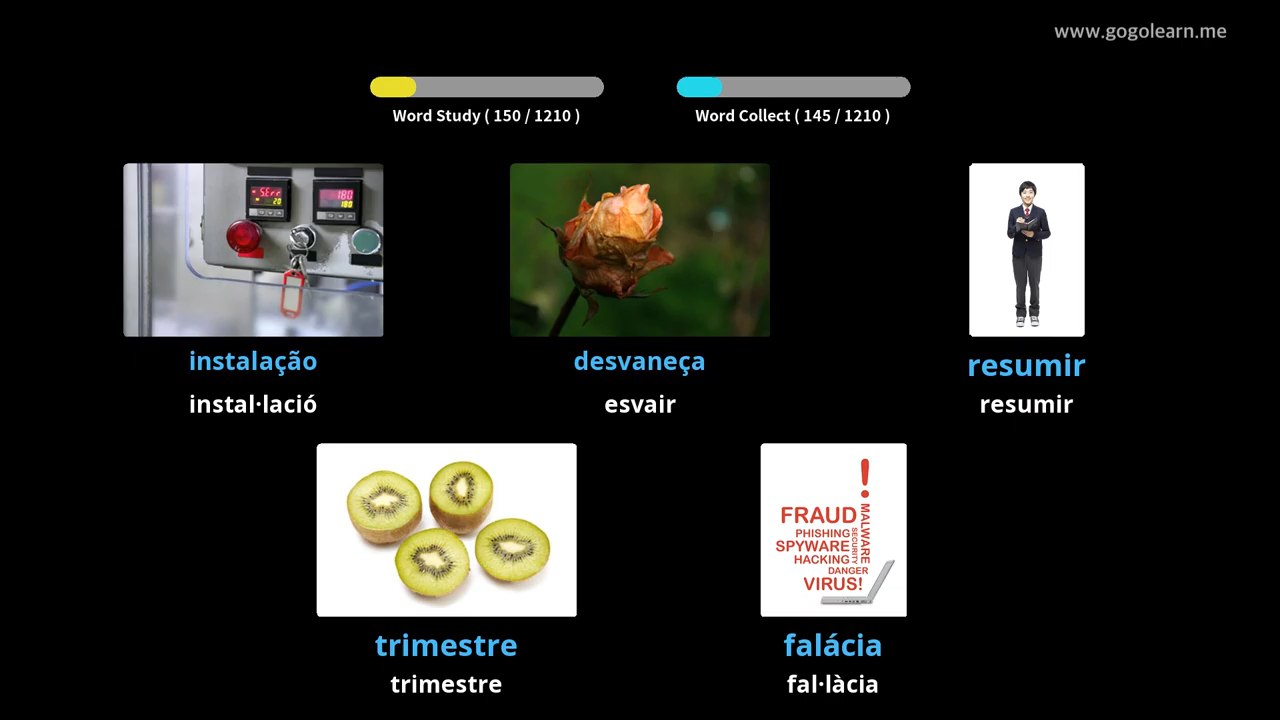 www.gogolearn.me
Word Study ( 150 / 1210 )
Word Collect ( 145 / 1210 )
instalação
instal·lació
desvaneça
esvair
resumir
resumir
trimestre
trimestre
FRAUD
PHISHING
SPYWARE
HACKING
DANGER
VIRUS!
MALWARE
SECURITY
falácia
fal·làcia